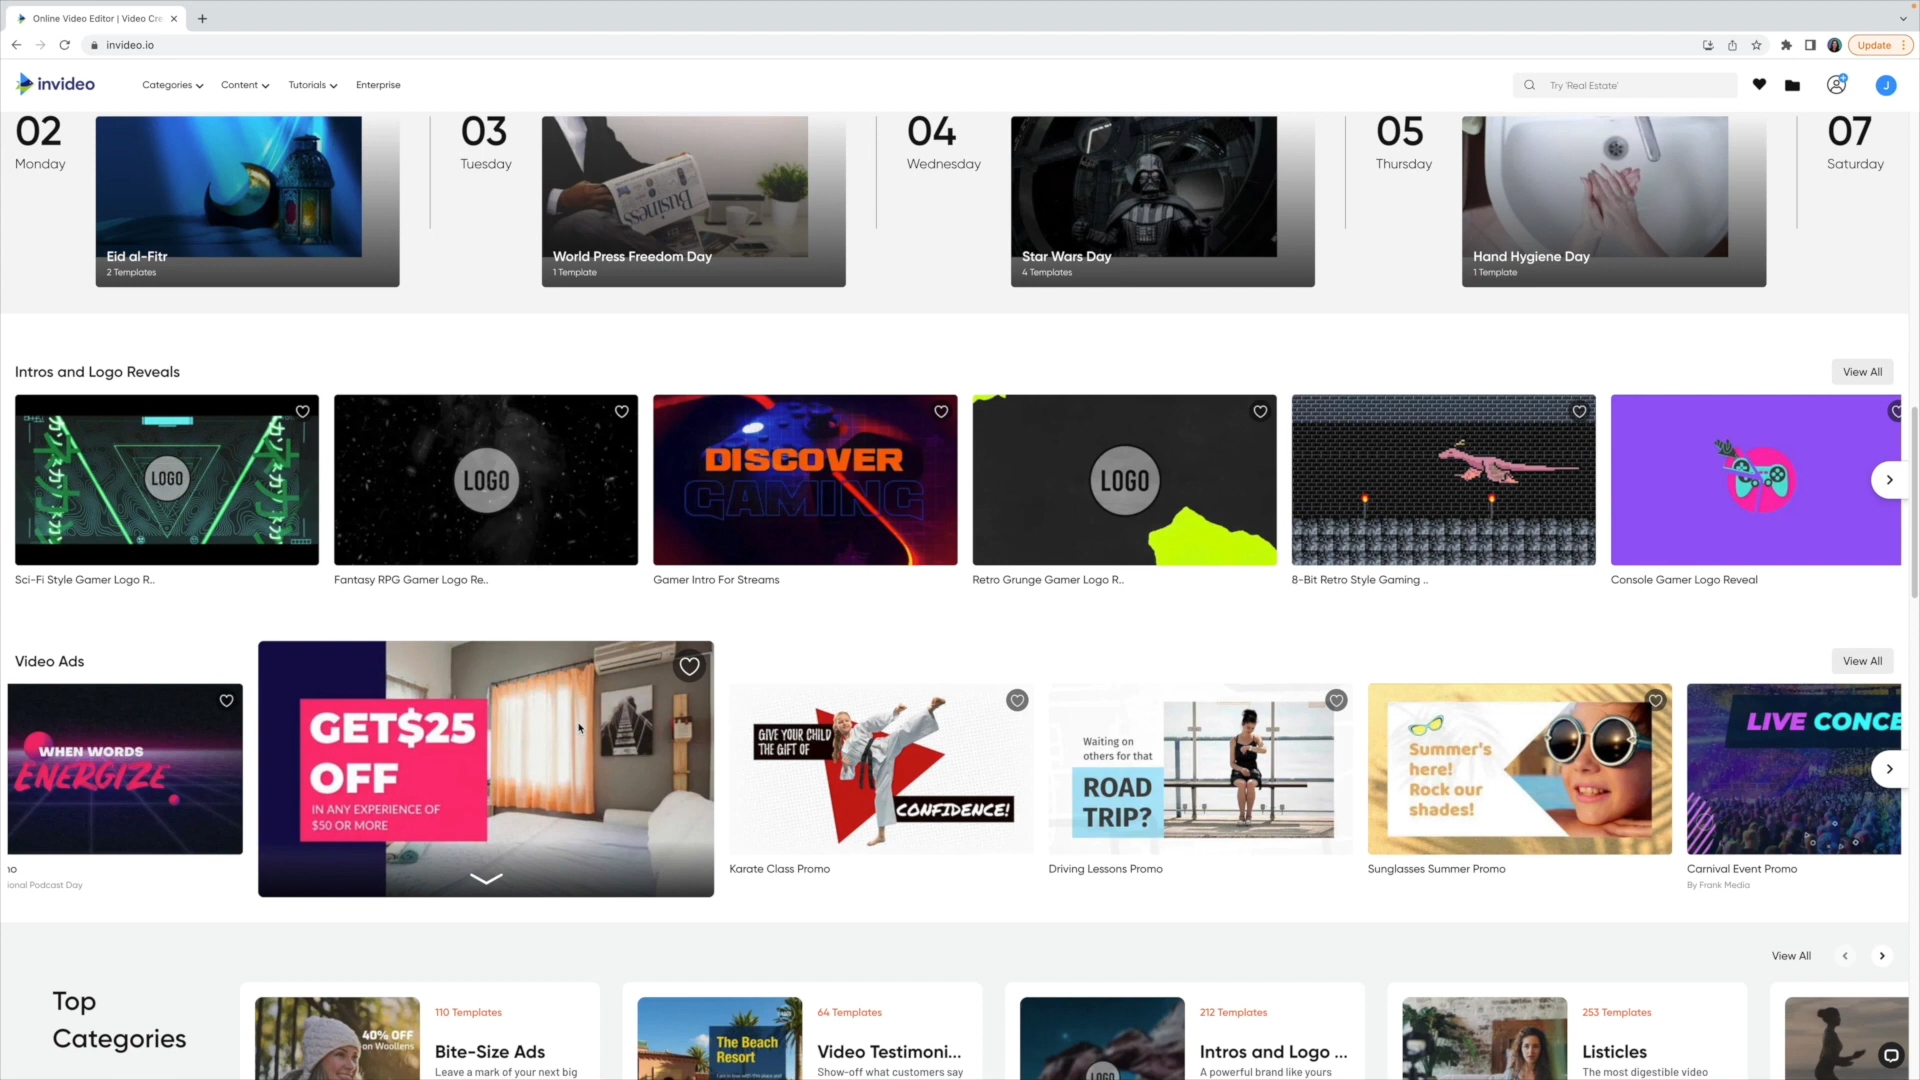 Online Video Editor | Video Cre
invideo.io
Update
invideo
Categories
Content
Tutorials
Enterprise
Try 'Real Estate'
J
02
Monday
Eid al-Fitr
2 Templates
03
Tuesday
Business
World Press Freedom Day
1 Template
04
Wednesday
Star Wars Day
4 Templates
05
Thursday
Hand Hygiene Day
1 Template
07
Saturday
Intros and Logo Reveals
View All
LOGO
Sci-Fi Style Gamer Logo R..
LOGO
Fantasy RPG Gamer Logo Re..
DISCOVER
GAMING
Gamer Intro For Streams
LOGO
Retro Grunge Gamer Logo R..
8-Bit Retro Style Gaming ..
Console Gamer Logo Reveal
Video Ads
View All
WHEN WORDS
ENERGIZE
no
ional Podcast Day
GET$25
OFF
IN ANY EXPERIENCE OF
$50 OR MORE
GIVE YOUR CHILD
THE GIFT OF
CONFIDENCE!
Karate Class Promo
Waiting on
others for that
ROAD
TRIP?
Driving Lessons Promo
Summer's
here!
Rock our
shades!
Sunglasses Summer Promo
LIVE CONCE
Carnival Event Promo
By Frank Media
View All
Top
Categories
40% OFF
on Woollens
110 Templates
Bite-Size Ads
Leave a mark of your next big
The Beach
Resort
64 Templates
Video Testimoni...
Show-off what customers say
LOGO
212 Templates
Intros and Logo ...
A powerful brand like yours
253 Templates
Listicles
The most digestible video